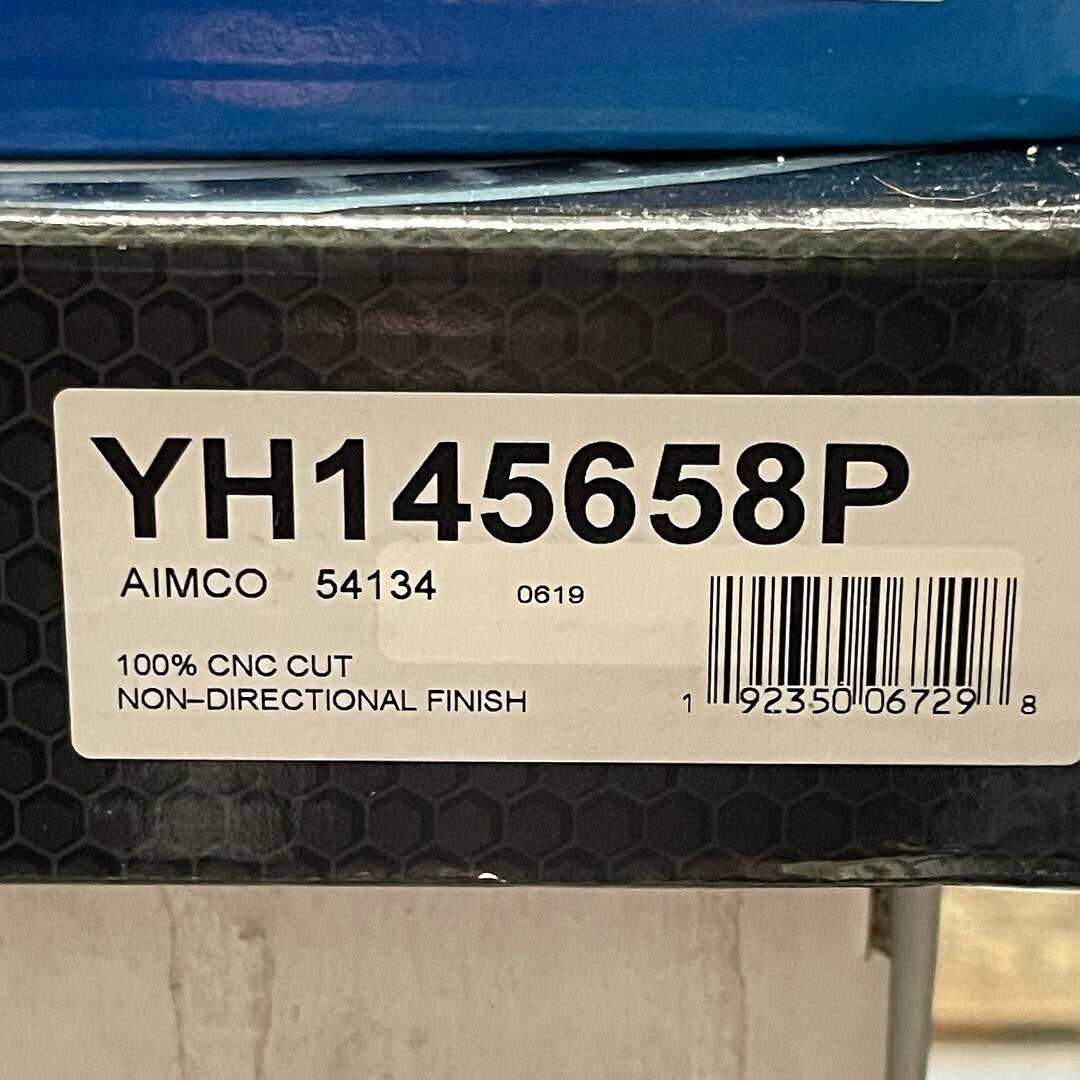 YH145658P
AIMCO 54134 0619
100% CNC CUT
NON–DIRECTIONAL FINISH
1 92350 06729 8